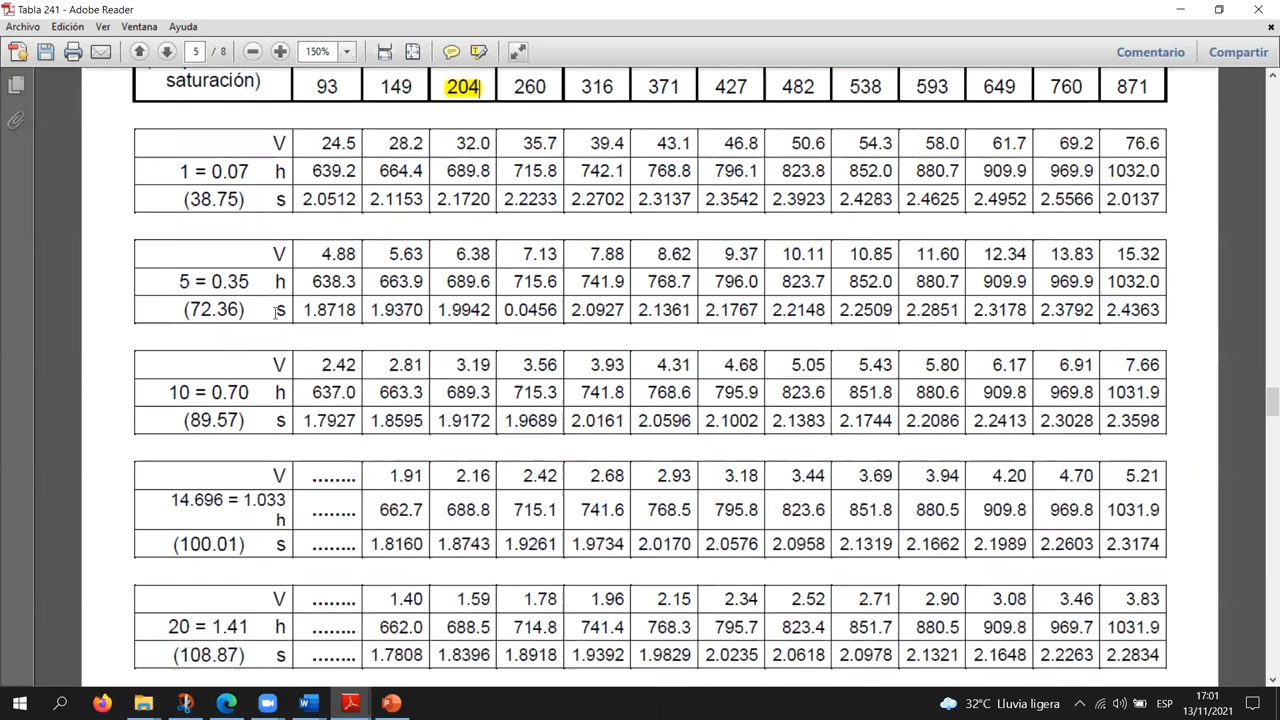 Tabla 241 - Adobe Reader
Archivo Edición Ver Ventana Ayuda
5 / 8 150% Comentario Compartir
saturación) 93 149 204 260 316 371 427 482 538 593 649 760 871
V 24.5 28.2 32.0 35.7 39.4 43.1 46.8 50.6 54.3 58.0 61.7 69.2 76.6
1 = 0.07 h 639.2 664.4 689.8 715.8 742.1 768.8 796.1 823.8 852.0 880.7 909.9 969.9 1032.0
(38.75) s 2.0512 2.1153 2.1720 2.2233 2.2702 2.3137 2.3542 2.3923 2.4283 2.4625 2.4952 2.5566 2.0137
V 4.88 5.63 6.38 7.13 7.88 8.62 9.37 10.11 10.85 11.60 12.34 13.83 15.32
5 = 0.35 h 638.3 663.9 689.6 715.6 741.9 768.7 796.0 823.7 852.0 880.7 909.9 969.9 1032.0
(72.36) s 1.8718 1.9370 1.9942 0.0456 2.0927 2.1361 2.1767 2.2148 2.2509 2.2851 2.3178 2.3792 2.4363
V 2.42 2.81 3.19 3.56 3.93 4.31 4.68 5.05 5.43 5.80 6.17 6.91 7.66
10 = 0.70 h 637.0 663.3 689.3 715.3 741.8 768.6 795.9 823.6 851.8 880.6 909.8 969.8 1031.9
(89.57) s 1.7927 1.8595 1.9172 1.9689 2.0161 2.0596 2.1002 2.1383 2.1744 2.2086 2.2413 2.3028 2.3598
V ........ 1.91 2.16 2.42 2.68 2.93 3.18 3.44 3.69 3.94 4.20 4.70 5.21
14.696 = 1.033
h ........ 662.7 688.8 715.1 741.6 768.5 795.8 823.6 851.8 880.5 909.8 969.8 1031.9
(100.01) s ........ 1.8160 1.8743 1.9261 1.9734 2.0170 2.0576 2.0958 2.1319 2.1662 2.1989 2.2603 2.3174
V ........ 1.40 1.59 1.78 1.96 2.15 2.34 2.52 2.71 2.90 3.08 3.46 3.83
20 = 1.41 h ........ 662.0 688.5 714.8 741.4 768.3 795.7 823.4 851.7 880.5 909.8 969.7 1031.9
(108.87) s ........ 1.7808 1.8396 1.8918 1.9392 1.9829 2.0235 2.0618 2.0978 2.1321 2.1648 2.2263 2.2834
32°C Lluvia ligera ESP 17:01
13/11/2021